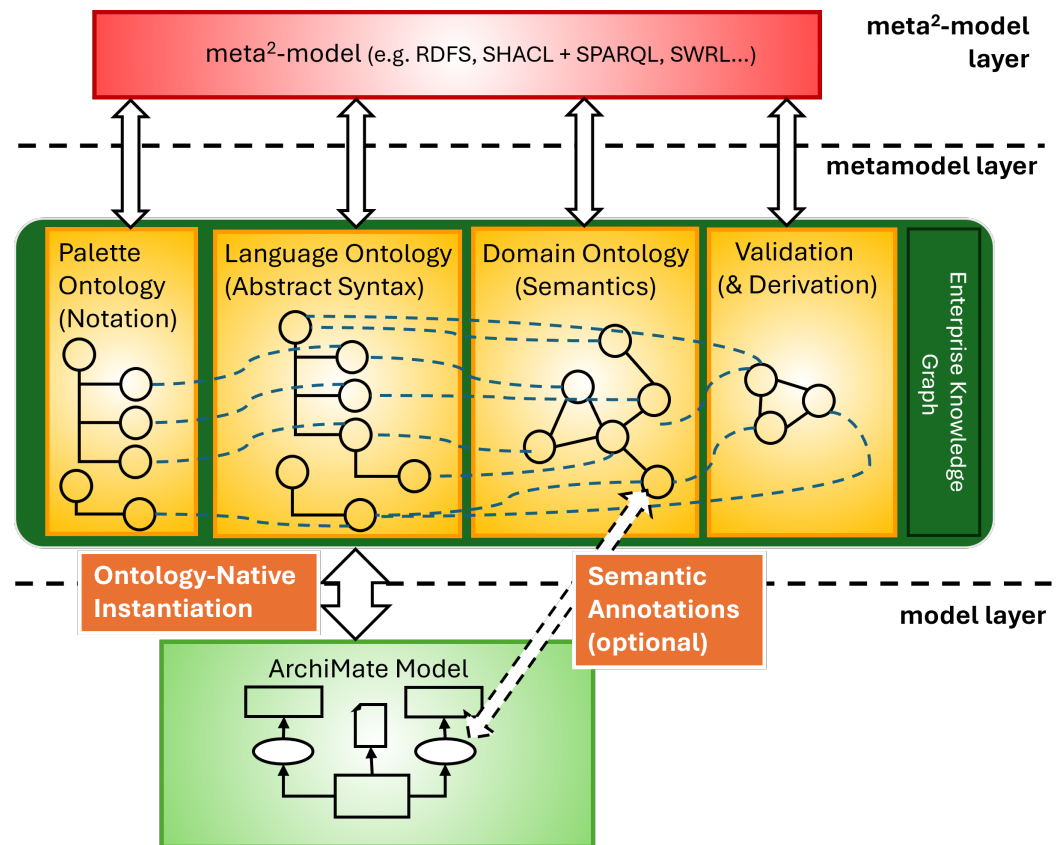 meta²-model (e.g. RDFS, SHACL + SPARQL, SWRL...)
meta²-model
layer
metamodel layer
Palette
Ontology
(Notation)
Language Ontology
(Abstract Syntax)
Domain Ontology
(Semantics)
Validation
(& Derivation)
Enterprise Knowledge
Graph
Ontology-Native
Instantiation
Semantic
Annotations
(optional)
model layer
ArchiMate Model